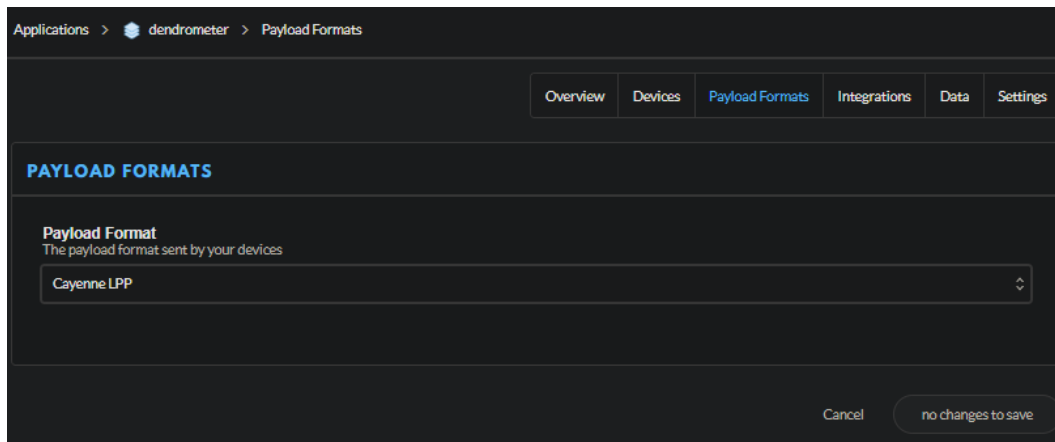 Applications > dendrometer > Payload Formats
Overview Devices Payload Formats Integrations Data Settings
PAYLOAD FORMATS
Payload Format
The payload format sent by your devices
Cayenne LPP
Cancel no changes to save